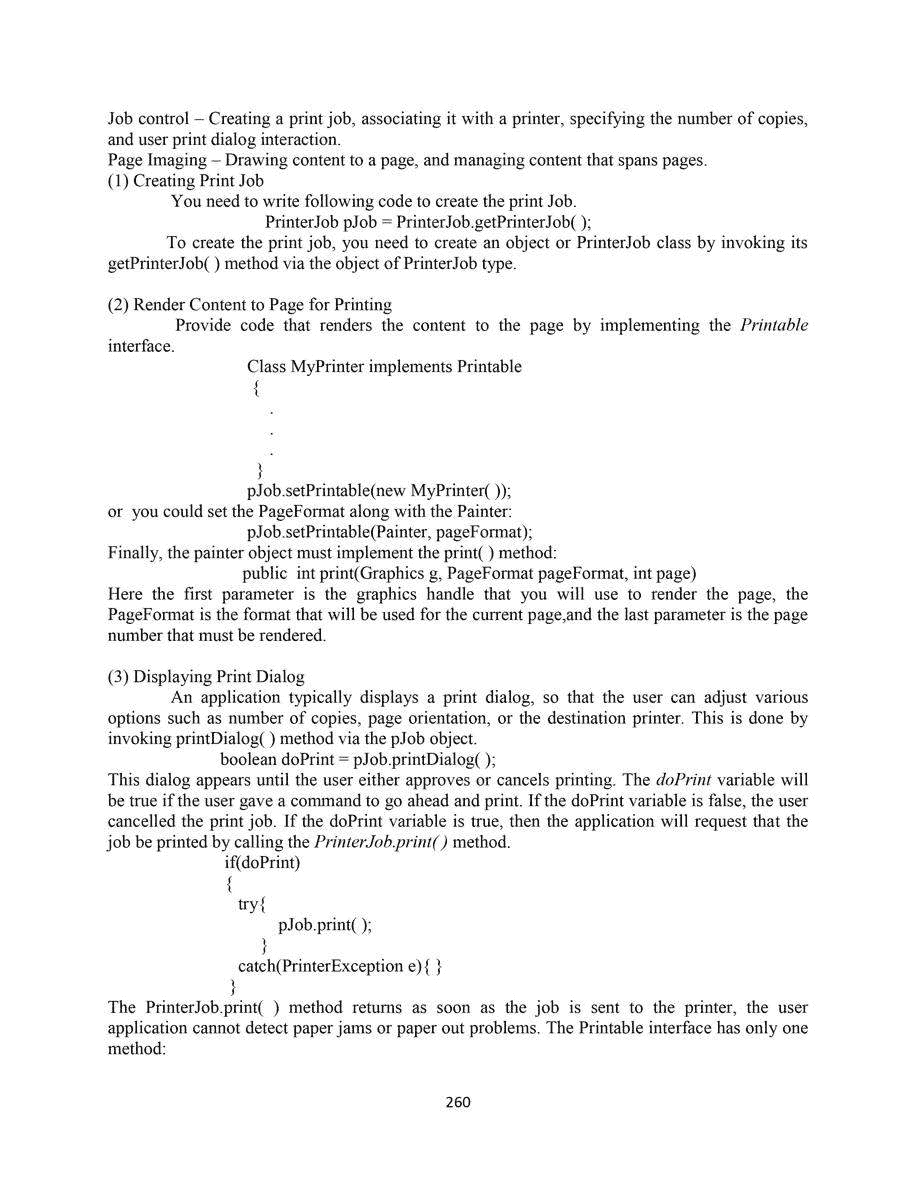 Job control – Creating a print job, associating it with a printer, specifying the number of copies,
and user print dialog interaction.
Page Imaging – Drawing content to a page, and managing content that spans pages.
(1) Creating Print Job
You need to write following code to create the print Job.
PrinterJob pJob = PrinterJob.getPrinterJob( );
To create the print job, you need to create an object or PrinterJob class by invoking its
getPrinterJob( ) method via the object of PrinterJob type.
(2) Render Content to Page for Printing
Provide code that renders the content to the page by implementing the Printable
interface.
Class MyPrinter implements Printable
{
.
.
.
}
pJob.setPrintable(new MyPrinter( ));
or  you could set the PageFormat along with the Painter:
pJob.setPrintable(Painter, pageFormat);
Finally, the painter object must implement the print( ) method:
public  int print(Graphics g, PageFormat pageFormat, int page)
Here the first parameter is the graphics handle that you will use to render the page, the
PageFormat is the format that will be used for the current page,and the last parameter is the page
number that must be rendered.
(3) Displaying Print Dialog
An application typically displays a print dialog, so that the user can adjust various
options such as number of copies, page orientation, or the destination printer. This is done by
invoking printDialog( ) method via the pJob object.
boolean doPrint = pJob.printDialog( );
This dialog appears until the user either approves or cancels printing. The doPrint variable will
be true if the user gave a command to go ahead and print. If the doPrint variable is false, the user
cancelled the print job. If the doPrint variable is true, then the application will request that the
job be printed by calling the PrinterJob.print( ) method.
if(doPrint)
{
try{
pJob.print( );
}
catch(PrinterException e){ }
}
The PrinterJob.print( ) method returns as soon as the job is sent to the printer, the user
application cannot detect paper jams or paper out problems. The Printable interface has only one
method:
260